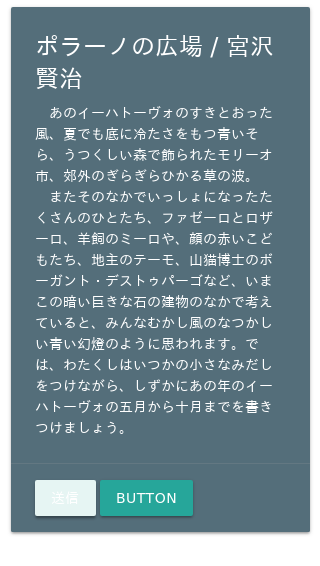 ポラーノの広場 / 宮沢
賢治
　あのイーハトーヴォのすきとおった
風、夏でも底に冷たさをもつ青いそ
ら、うつくしい森で飾られたモリーオ
市、郊外のぎらぎらひかる草の波。
　またそのなかでいっしょになったた
くさんのひとたち、ファゼーロとロザ
ーロ、羊飼のミーロや、顔の赤いこど
もたち、地主のテーモ、山猫博士のボ
ーガント・デストゥパーゴなど、いま
この暗い巨きな石の建物のなかで考え
ていると、みんなむかし風のなつかし
い青い幻燈のように思われます。で
は、わたくしはいつかの小さなみだし
をつけながら、しずかにあの年のイー
ハトーヴォの五月から十月までを書き
つけましょう。
送信 BUTTON